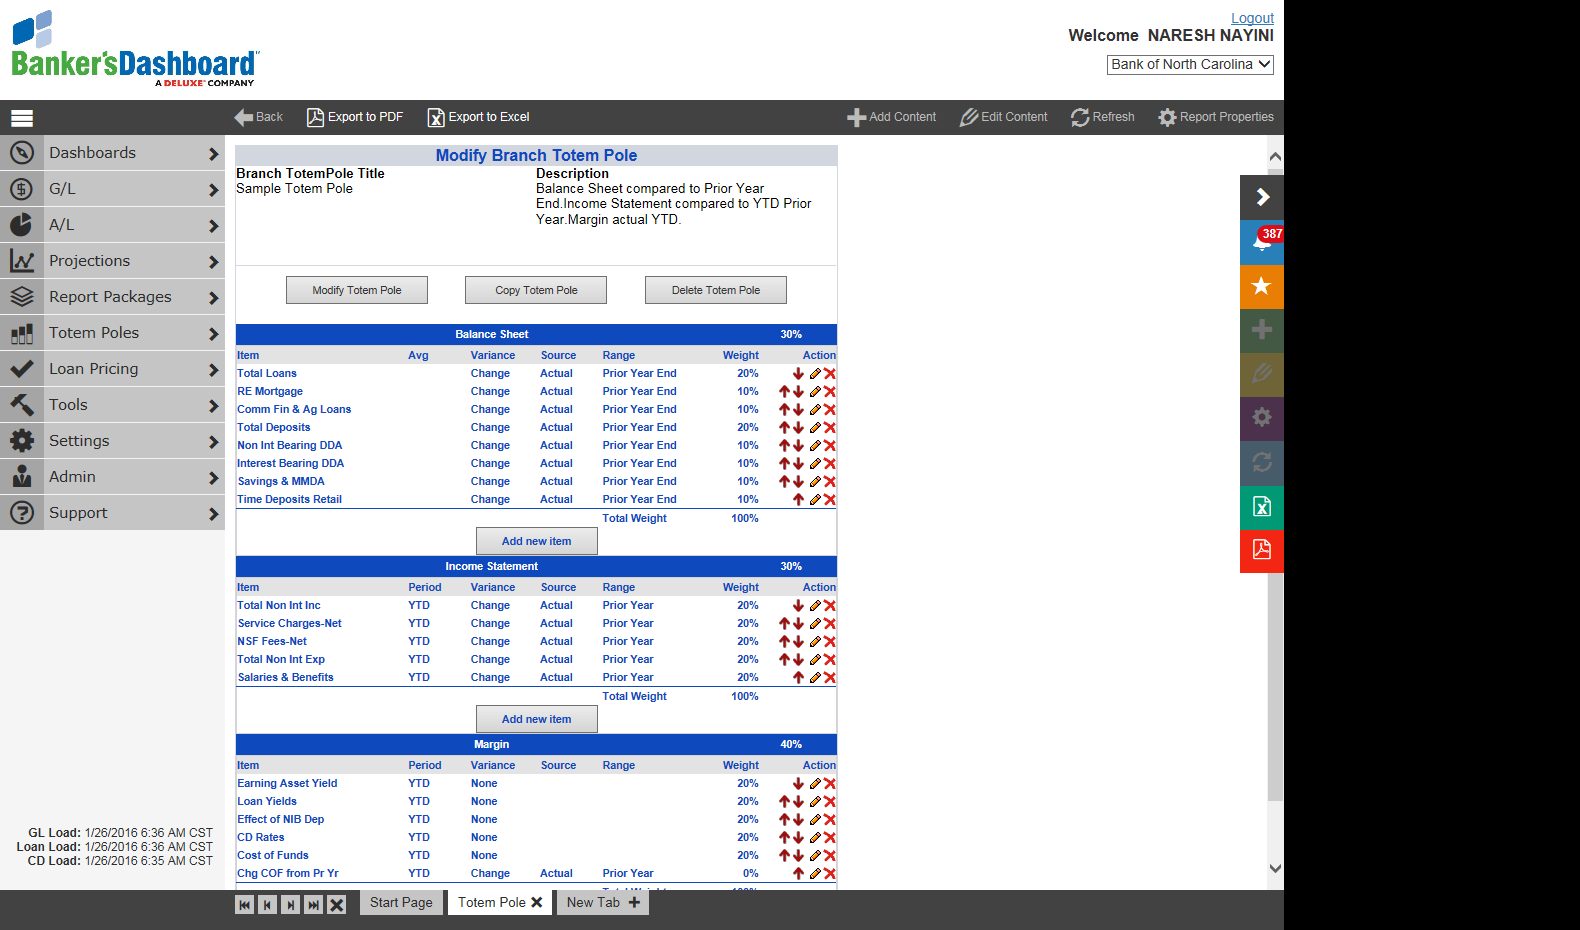 Logout
Banker'sDashboard
A DELUXE COMPANY
Welcome NARESH NAYINI
Bank of North Carolina
Back Export to PDF Export to Excel Add Content Edit Content Refresh Report Properties
Dashboards
G/L
A/L
Projections
Report Packages
Totem Poles
Loan Pricing
Tools
Settings
Admin
Support
GL Load: 1/26/2016 6:36 AM CST
Loan Load: 1/26/2016 6:36 AM CST
CD Load: 1/26/2016 6:35 AM CST
Modify Branch Totem Pole
Branch TotemPole Title
Sample Totem Pole
Description
Balance Sheet compared to Prior Year
End.Income Statement compared to YTD Prior
Year.Margin actual YTD.
Modify Totem Pole Copy Totem Pole Delete Totem Pole
Balance Sheet 30%
Item Avg Variance Source Range Weight Action
Total Loans Change Actual Prior Year End 20%
RE Mortgage Change Actual Prior Year End 10%
Comm Fin & Ag Loans Change Actual Prior Year End 10%
Total Deposits Change Actual Prior Year End 20%
Non Int Bearing DDA Change Actual Prior Year End 10%
Interest Bearing DDA Change Actual Prior Year End 10%
Savings & MMDA Change Actual Prior Year End 10%
Time Deposits Retail Change Actual Prior Year End 10%
Total Weight 100%
Add new item
Income Statement 30%
Item Period Variance Source Range Weight Action
Total Non Int Inc YTD Change Actual Prior Year 20%
Service Charges-Net YTD Change Actual Prior Year 20%
NSF Fees-Net YTD Change Actual Prior Year 20%
Total Non Int Exp YTD Change Actual Prior Year 20%
Salaries & Benefits YTD Change Actual Prior Year 20%
Total Weight 100%
Add new item
Margin 40%
Item Period Variance Source Range Weight Action
Earning Asset Yield YTD None 20%
Loan Yields YTD None 20%
Effect of NIB Dep YTD None 20%
CD Rates YTD None 20%
Cost of Funds YTD None 20%
Chg COF from Pr Yr YTD Change Actual Prior Year 0%
387
Start Page Totem Pole New Tab